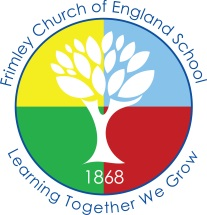 Frimley Church of England School
1868
Learning Together We Grow